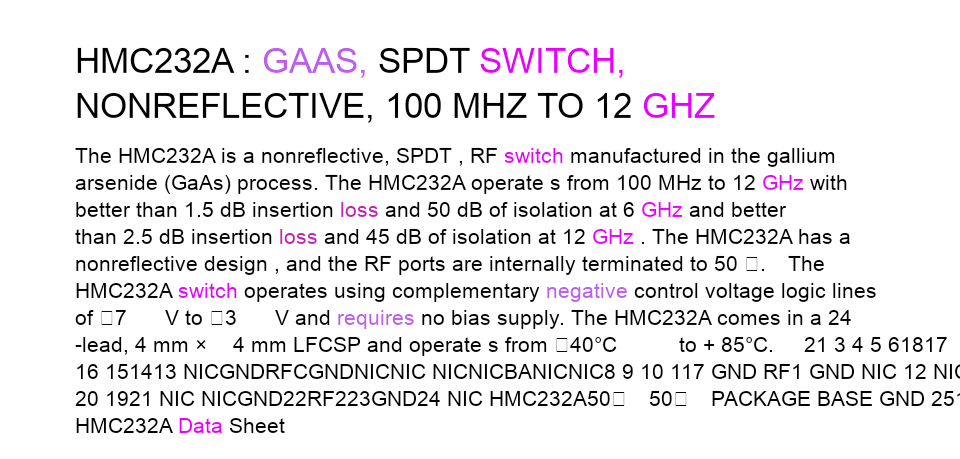 HMC232A : GAAS, SPDT SWITCH,
NONREFLECTIVE, 100 MHZ TO 12 GHZ
The HMC232A is a nonreflective, SPDT , RF switch manufactured in the gallium
arsenide (GaAs) process. The HMC232A operate s from 100 MHz to 12 GHz with
better than 1.5 dB insertion loss and 50 dB of isolation at 6 GHz and better
than 2.5 dB insertion loss and 45 dB of isolation at 12 GHz . The HMC232A has a
nonreflective design , and the RF ports are internally terminated to 50 □. The
HMC232A switch operates using complementary negative control voltage logic lines
of □7 V to □3 V and requires no bias supply. The HMC232A comes in a 24
-lead, 4 mm × 4 mm LFCSP and operate s from □40°C to + 85°C. 21 3 4 5 61817
16 151413 NICGNDRFCGNDNICNIC NICNICBANICNIC8 9 10 117 GND RF1 GND NIC 12 NIC
20 1921 NIC NICGND22RF223GND24 NIC HMC232A50□ 50□ PACKAGE BASE GND 251
HMC232A Data Sheet